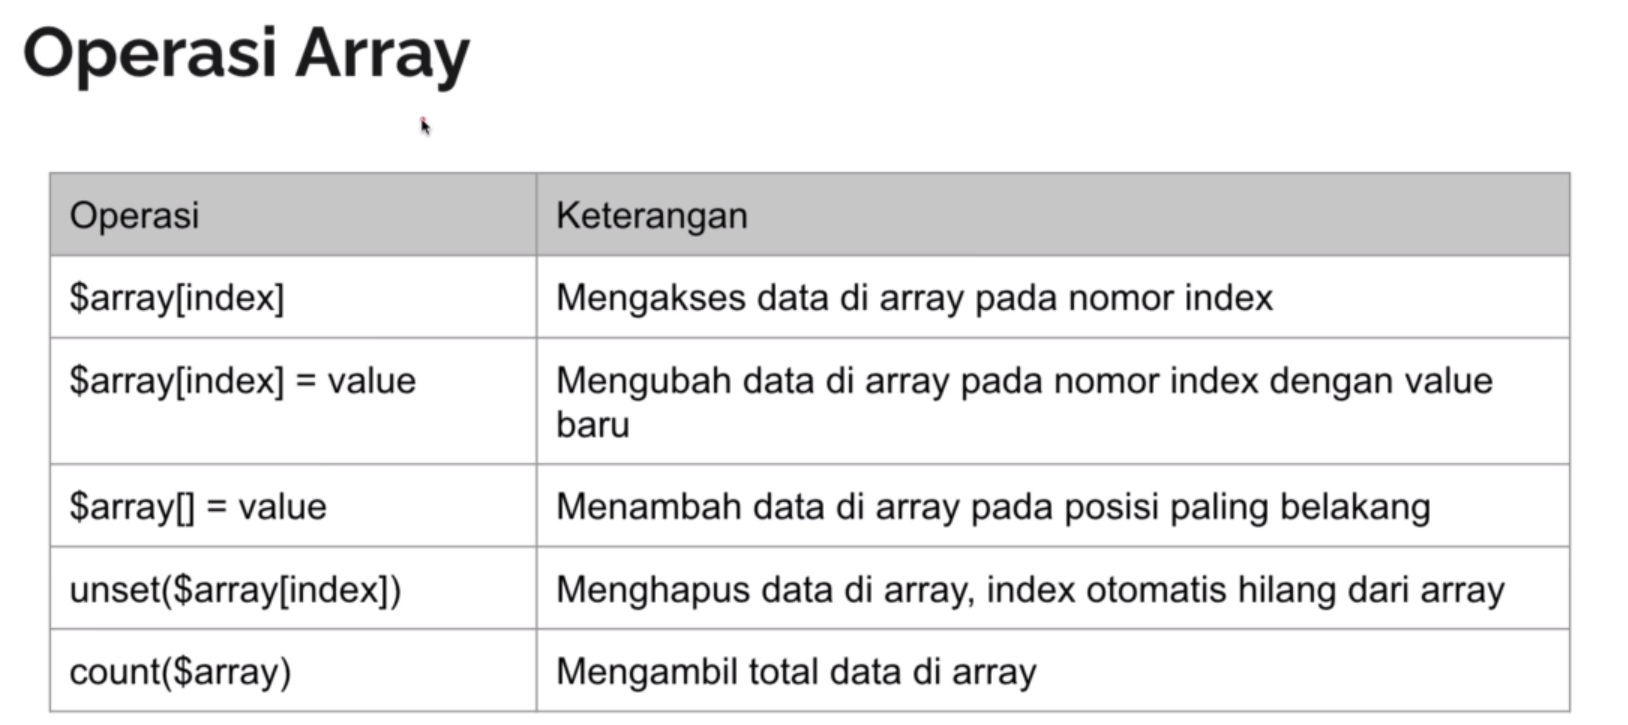 Operasi Array
Operasi
Keterangan
$array[index]
Mengakses data di array pada nomor index
$array[index] = value
Mengubah data di array pada nomor index dengan value
baru
$array[] = value
Menambah data di array pada posisi paling belakang
unset($array[index])
Menghapus data di array, index otomatis hilang dari array
count($array)
Mengambil total data di array